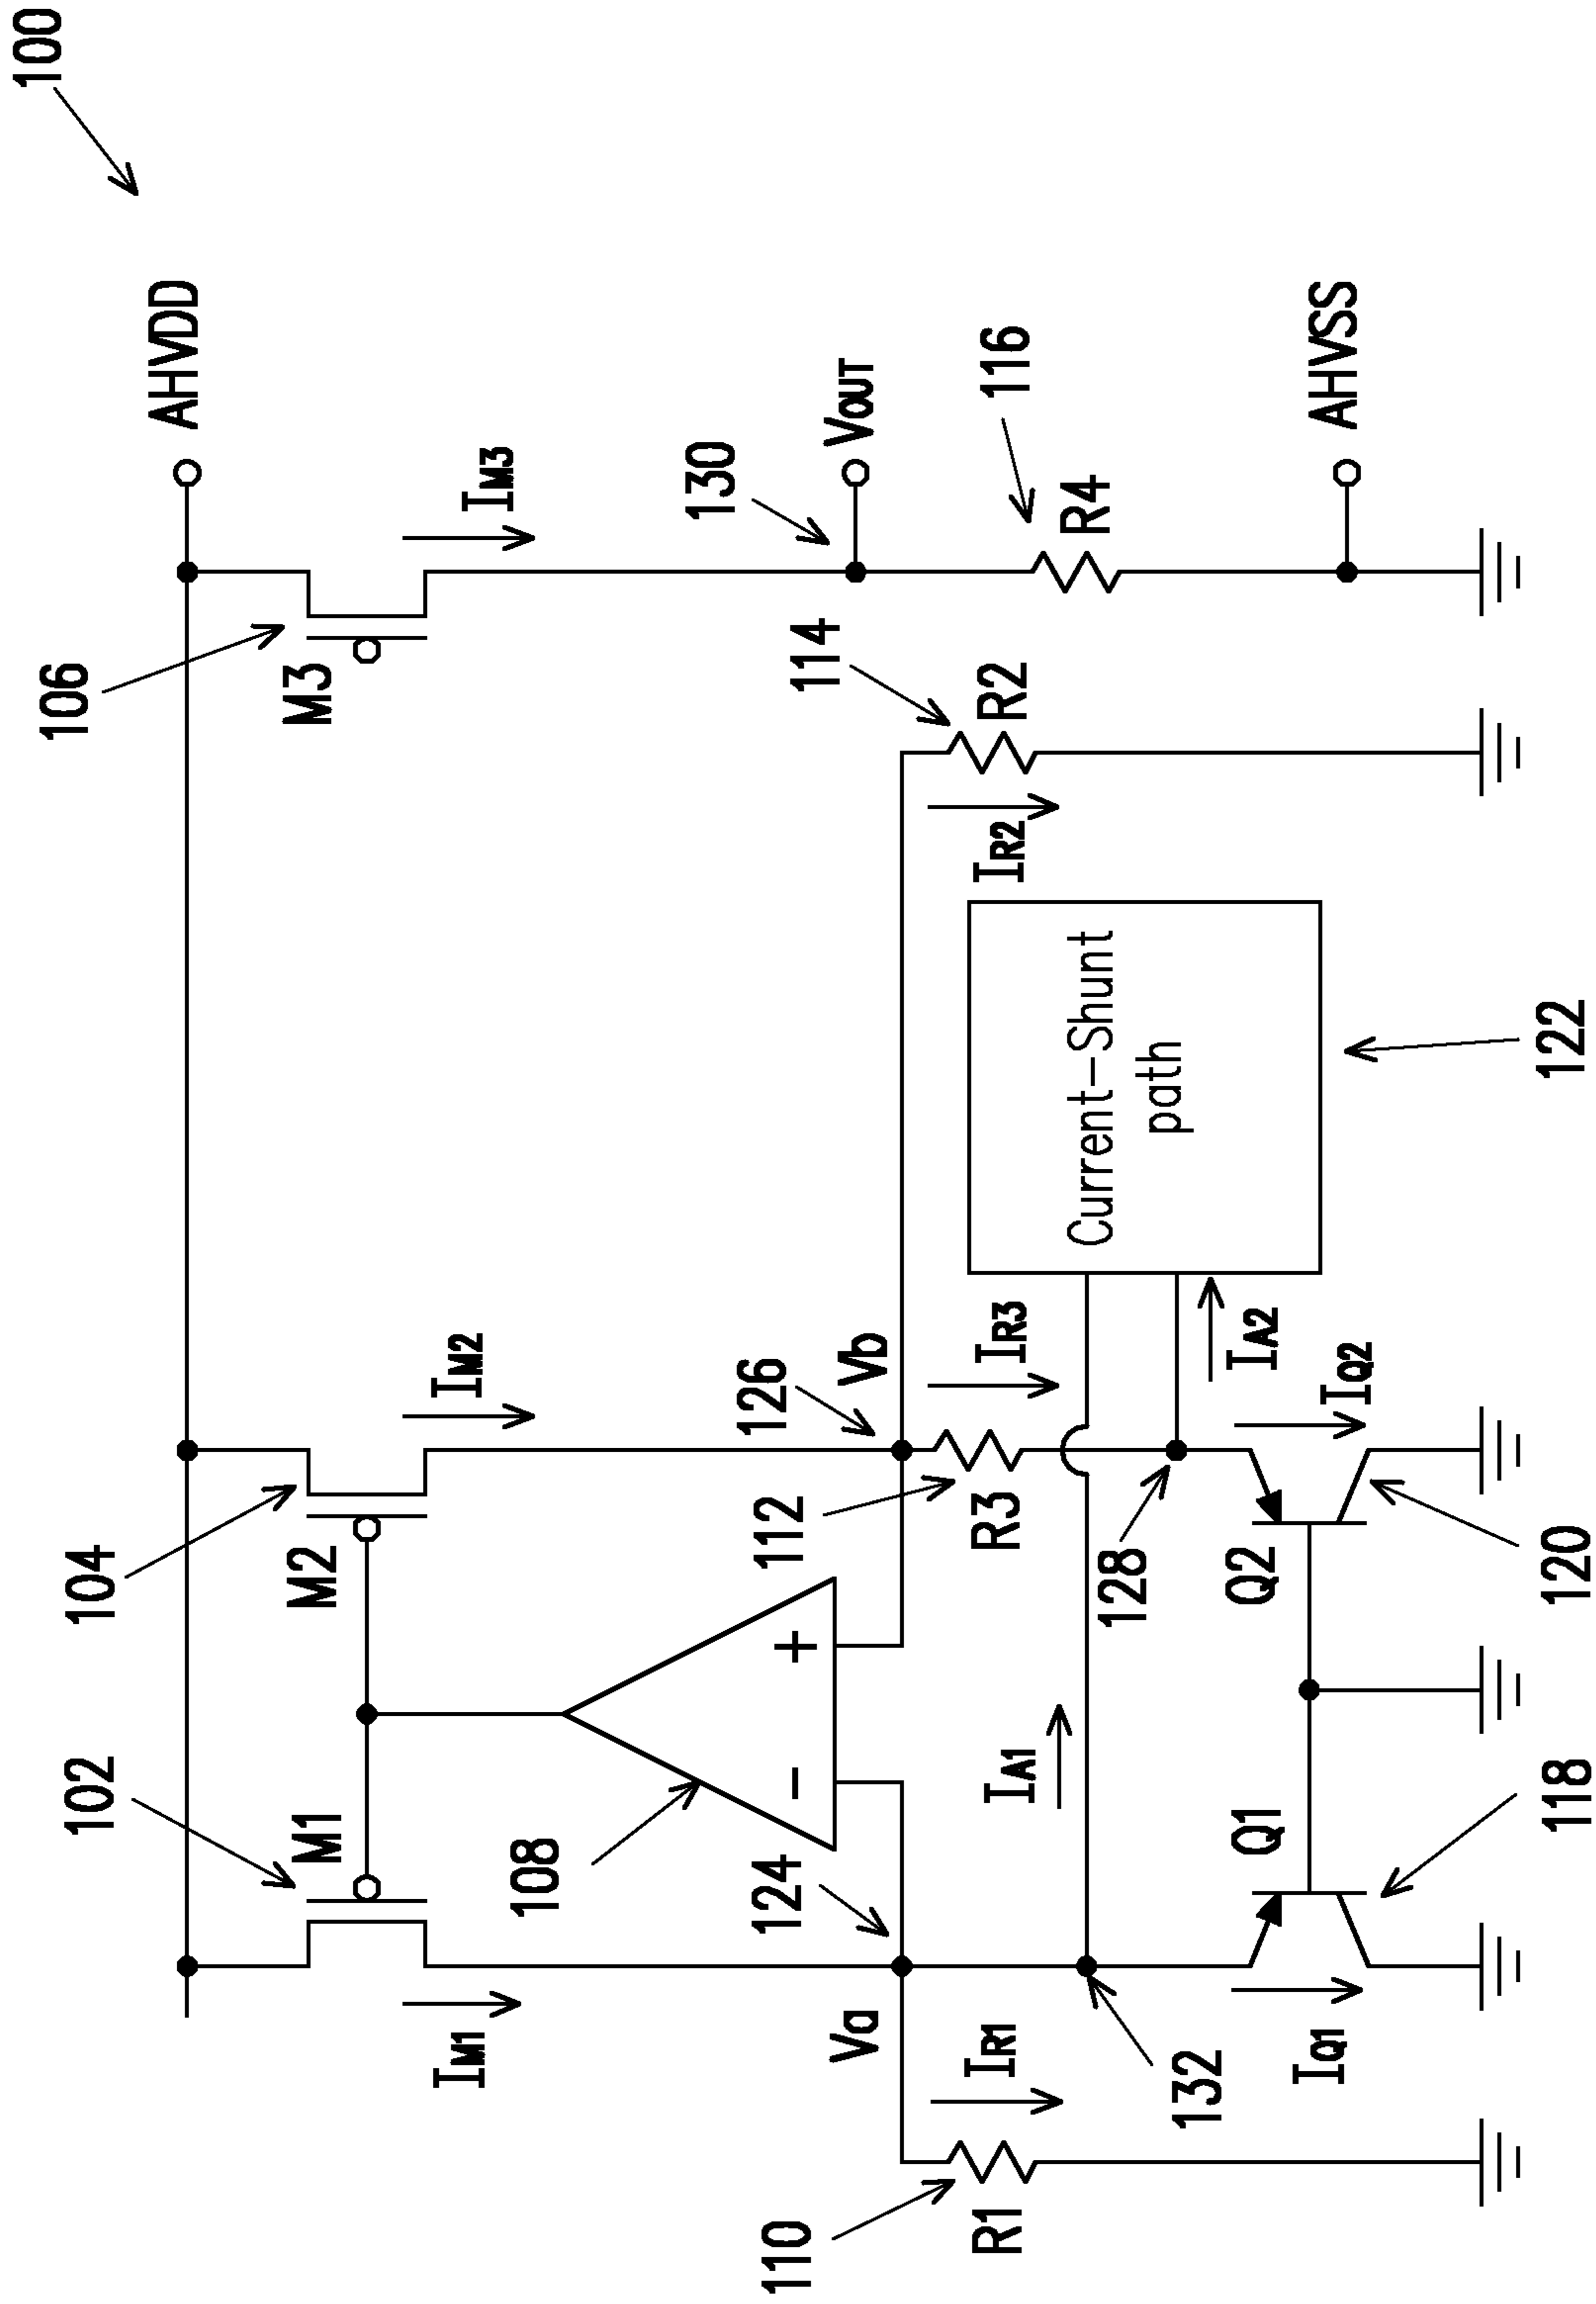 100
AHVDD
106
M3
IM3
104
M2
IM2
102
M1
IM1
130
VOUT
116
R4
AHVSS
114
R2
IR2
126
Vb
112
R3
IR3
108
+
−
124
Va
IR1
110
R1
Current-Shunt
path
122
128
IA2
IA1
132
Q1
IQ1
118
Q2
IQ2
120